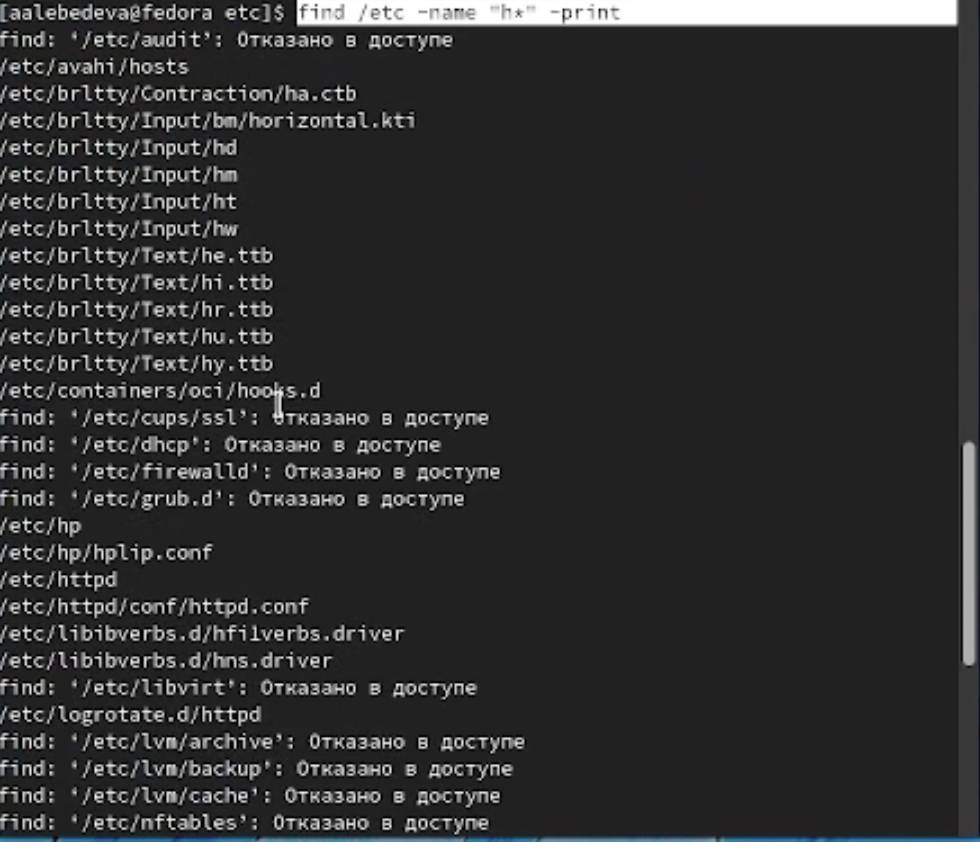 [aalebedeva@fedora etc]$ find /etc -name "h*" -print
find: ‘/etc/audit’: Отказано в доступе
/etc/avahi/hosts
/etc/brltty/Contraction/ha.ctb
/etc/brltty/Input/bm/horizontal.kti
/etc/brltty/Input/hd
/etc/brltty/Input/hm
/etc/brltty/Input/ht
/etc/brltty/Input/hw
/etc/brltty/Text/he.ttb
/etc/brltty/Text/hi.ttb
/etc/brltty/Text/hr.ttb
/etc/brltty/Text/hu.ttb
/etc/brltty/Text/hy.ttb
/etc/containers/oci/hooks.d
find: ‘/etc/cups/ssl’: Отказано в доступе
find: ‘/etc/dhcp’: Отказано в доступе
find: ‘/etc/firewalld’: Отказано в доступе
find: ‘/etc/grub.d’: Отказано в доступе
/etc/hp
/etc/hp/hplip.conf
/etc/httpd
/etc/httpd/conf/httpd.conf
/etc/libibverbs.d/hfi1verbs.driver
/etc/libibverbs.d/hns.driver
find: ‘/etc/libvirt’: Отказано в доступе
/etc/logrotate.d/httpd
find: ‘/etc/lvm/archive’: Отказано в доступе
find: ‘/etc/lvm/backup’: Отказано в доступе
find: ‘/etc/lvm/cache’: Отказано в доступе
find: ‘/etc/nftables’: Отказано в доступе